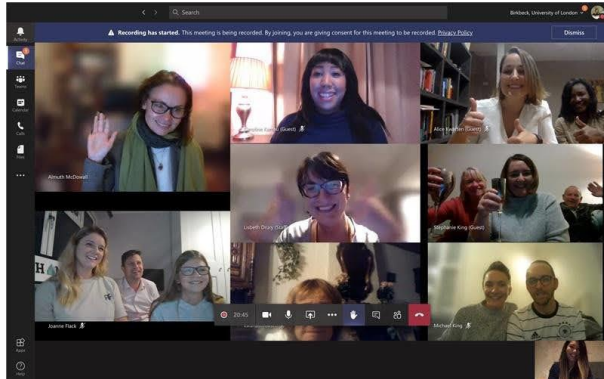 Search
Birkbeck, University of London
Recording has started. This meeting is being recorded. By joining, you are giving consent for this meeting to be recorded. Privacy Policy
Dismiss
Activity
Chat
Teams
Calendar
Calls
Files
Almuth McDowall
(Guest)
Alice (Guest)
Lisbeth Drury (Staff)
Stephanie King (Guest)
Joanne Flack
20:45
Michael King
Apps
Help